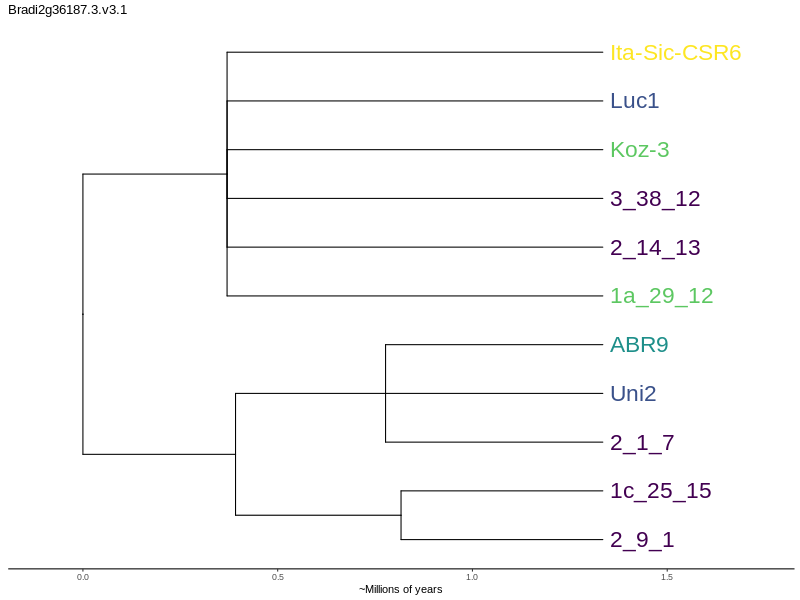 Bradi2g36187.3.v3.1
Ita-Sic-CSR6
Luc1
Koz-3
3_38_12
2_14_13
1a_29_12
ABR9
Uni2
2_1_7
1c_25_15
2_9_1
0.0 0.5 1.0 1.5
~Millions of years